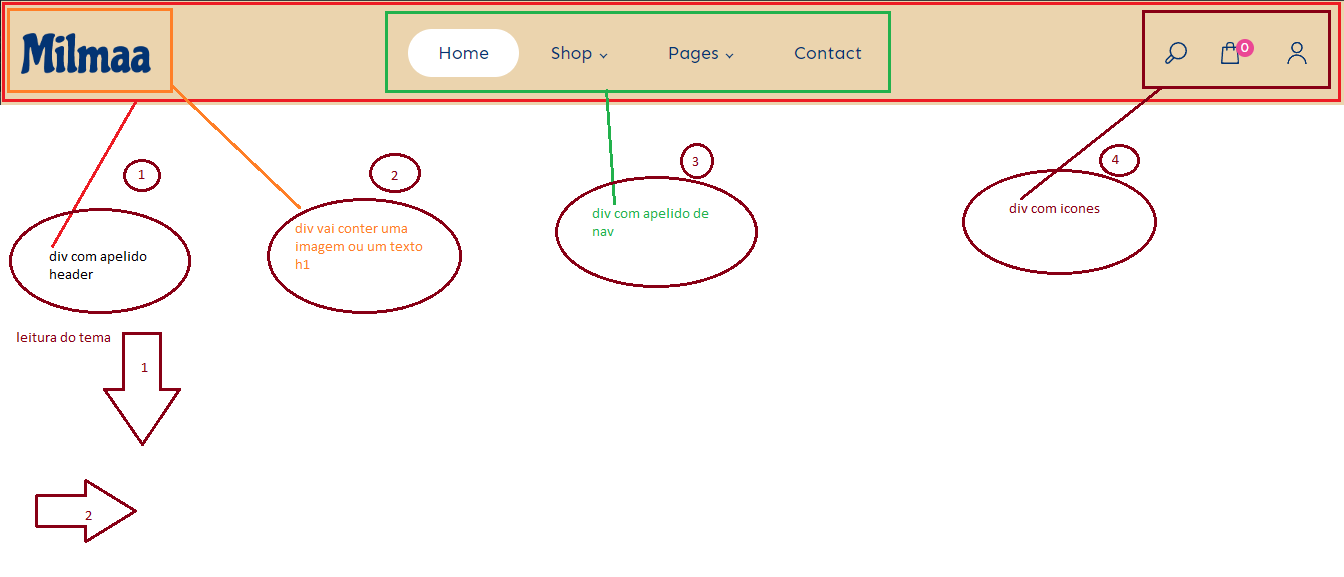 Milmaa
Home
Shop
Pages
Contact
0
1
2
3
4
div com apelido
header
div vai conter uma
imagem ou um texto
h1
div com apelido de
nav
div com icones
leitura do tema
1
2